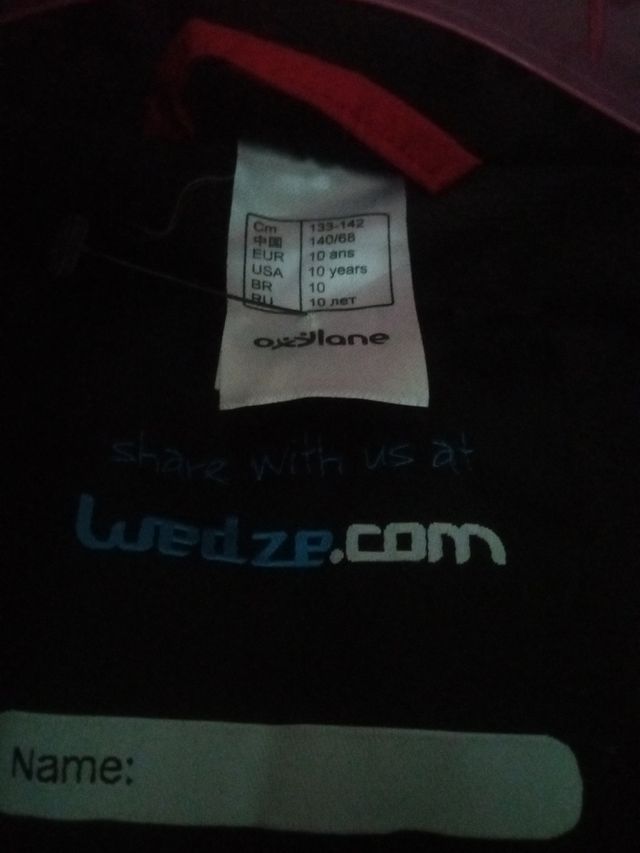 Cm 133-142
中国 140/68
EUR 10 ans
USA 10 years
BR 10
RU 10 лет
oxylane
share with us at
wedze.com
Name: